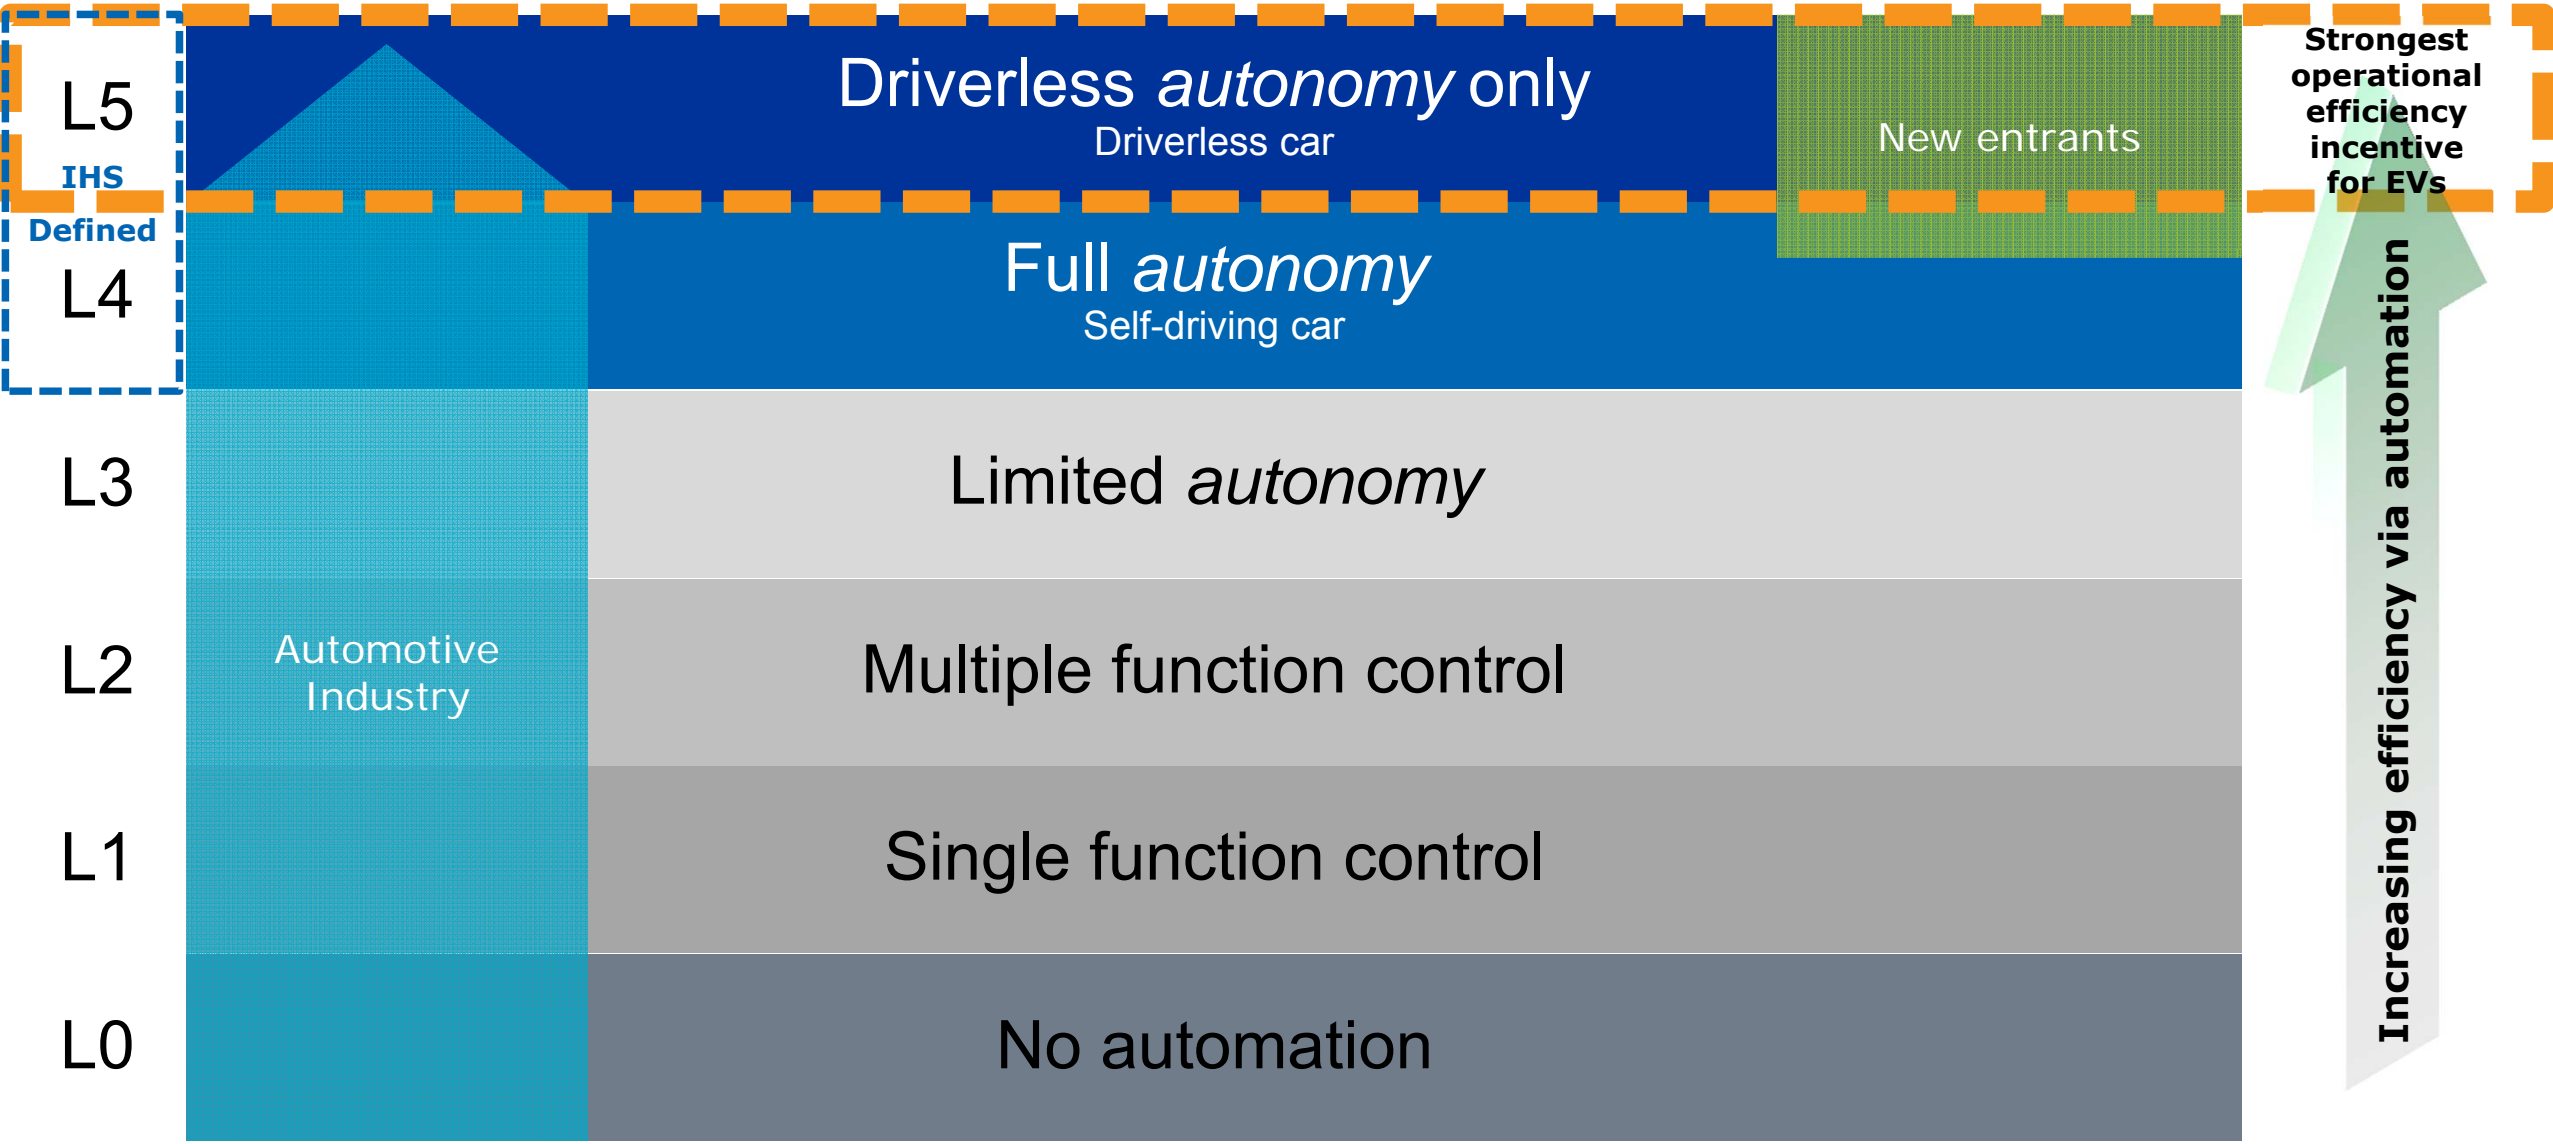 L5
IHS
Defined
L4
L3
L2
L1
L0
Driverless autonomy only
Driverless car
Full autonomy
Self-driving car
Limited autonomy
Multiple function control
Single function control
No automation
Automotive
Industry
New entrants
Strongest
operational
efficiency
incentive
for EVs
Increasing efficiency via automation